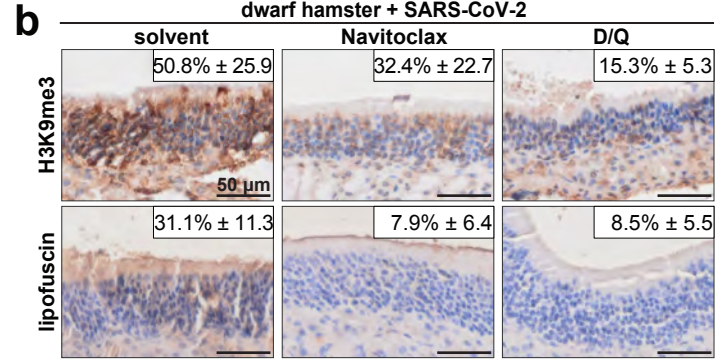 b
dwarf hamster + SARS-CoV-2
solvent Navitoclax D/Q
H3K9me3
50.8% ± 25.9 32.4% ± 22.7 15.3% ± 5.3
50 µm
lipofuscin
31.1% ± 11.3 7.9% ± 6.4 8.5% ± 5.5